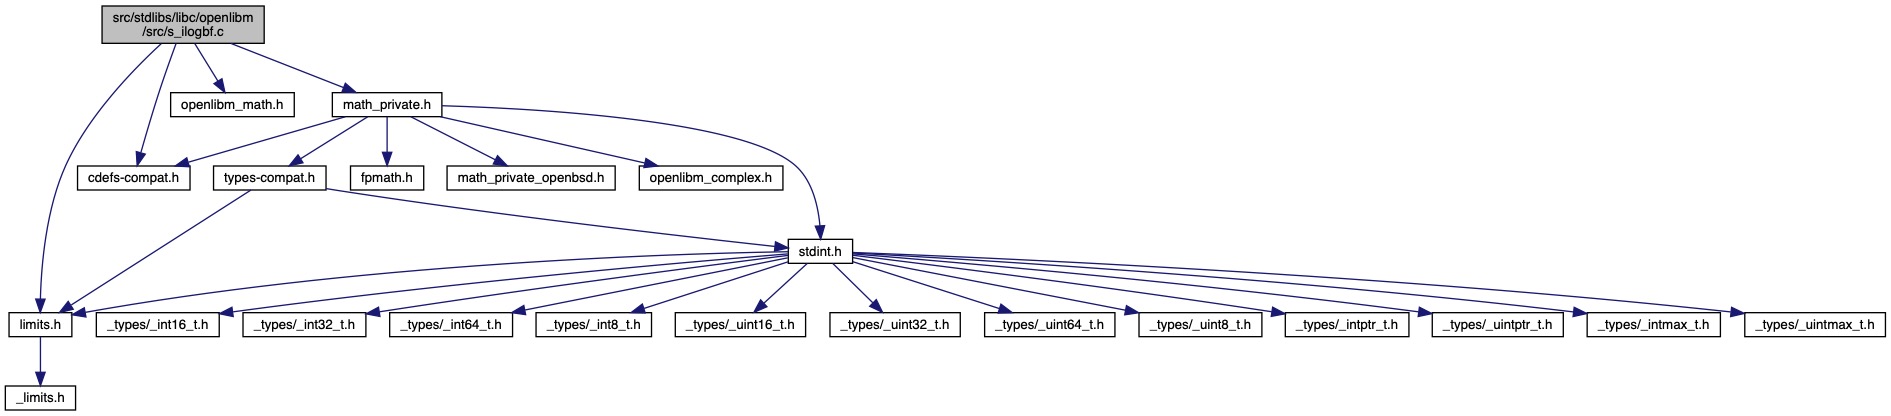 src/stdlibs/libc/openlibm
/src/s_ilogbf.c
openlibm_math.h
math_private.h
cdefs-compat.h
types-compat.h
fpmath.h
math_private_openbsd.h
openlibm_complex.h
stdint.h
limits.h
_types/_int16_t.h
_types/_int32_t.h
_types/_int64_t.h
_types/_int8_t.h
_types/_uint16_t.h
_types/_uint32_t.h
_types/_uint64_t.h
_types/_uint8_t.h
_types/_intptr_t.h
_types/_uintptr_t.h
_types/_intmax_t.h
_types/_uintmax_t.h
_limits.h